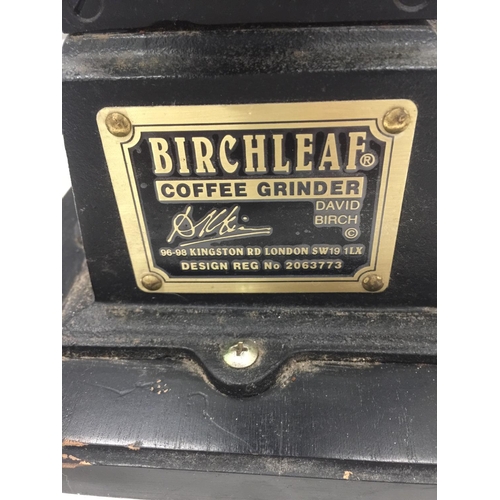 BIRCHLEAF®
COFFEE GRINDER
DAVID
BIRCH
©
96-98 KINGSTON RD LONDON SW19 1LX
DESIGN REG No 2063773